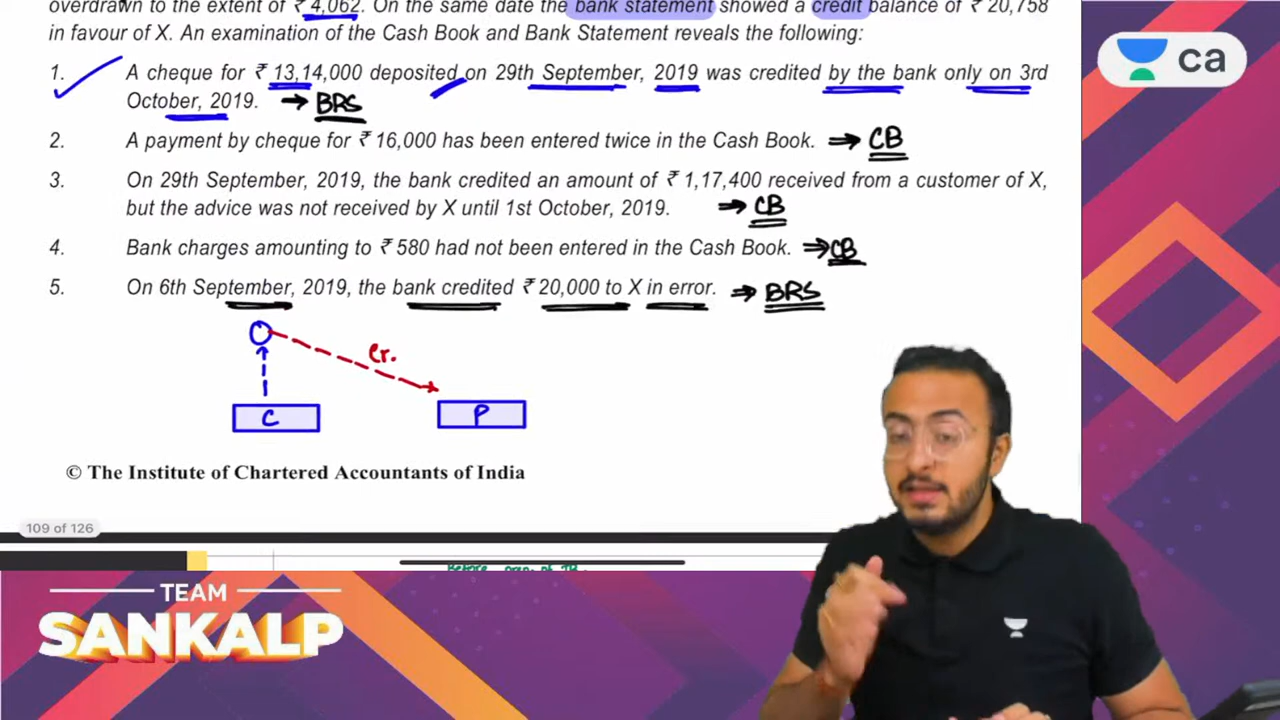 overdrawn to the extent of ₹ 4,062. On the same date the bank statement showed a credit balance of ₹ 20,758
in favour of X. An examination of the Cash Book and Bank Statement reveals the following:
1. A cheque for ₹ 13,14,000 deposited on 29th September, 2019 was credited by the bank only on 3rd
October, 2019. → BRS
2. A payment by cheque for ₹ 16,000 has been entered twice in the Cash Book. ⇒ CB
3. On 29th September, 2019, the bank credited an amount of ₹ 1,17,400 received from a customer of X,
but the advice was not received by X until 1st October, 2019. ⇒ CB
4. Bank charges amounting to ₹ 580 had not been entered in the Cash Book. ⇒ CB
5. On 6th September, 2019, the bank credited ₹ 20,000 to X in error. ⇒ BRS
Cr.
C P
© The Institute of Chartered Accountants of India
109 of 126
TEAM
SANKALP
ca